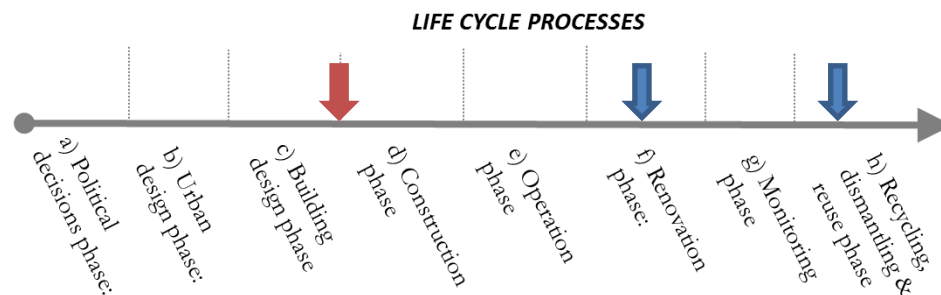 LIFE CYCLE PROCESSES
a) Political
decisions phase:
b) Urban
design phase:
c) Building
design phase
d) Construction
phase
e) Operation
phase
f) Renovation
phase:
g) Monitoring
phase
h) Recycling,
dismantling &
reuse phase